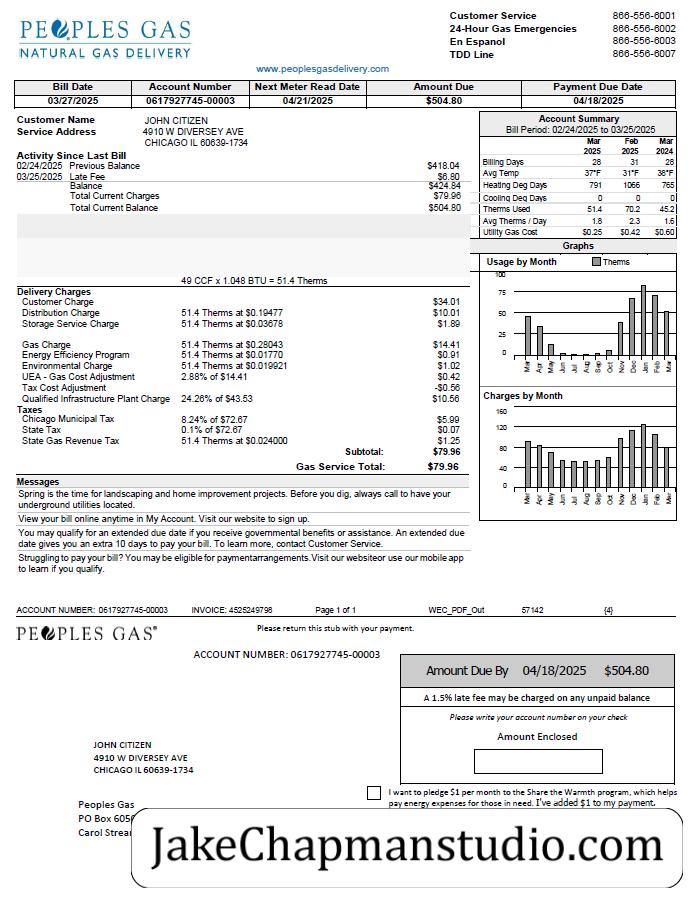 PEOPLES GAS
NATURAL GAS DELIVERY
Customer Service 866-556-6001
24-Hour Gas Emergencies 866-556-6002
En Espanol 866-556-6003
TDD Line 866-556-6007
www.peoplesgasdelivery.com
Bill Date Account Number Next Meter Read Date Amount Due Payment Due Date
03/27/2025 0617927745-00003 04/21/2025 $504.80 04/18/2025
Customer Name JOHN CITIZEN
Service Address 4910 W DIVERSEY AVE
CHICAGO IL 60639-1734
Activity Since Last Bill
02/24/2025 Previous Balance $418.04
03/25/2025 Late Fee $6.80
Balance $424.84
Total Current Charges $79.96
Total Current Balance $504.80
Account Summary
Bill Period: 02/24/2025 to 03/25/2025
Mar Feb Mar
2025 2025 2024
Billing Days 28 31 28
Avg Temp 37°F 31°F 38°F
Heating Deg Days 791 1066 765
Cooling Deg Days 0 0 0
Therms Used 51.4 70.2 45.2
Avg Therms / Day 1.8 2.3 1.6
Utility Gas Cost $0.25 $0.42 $0.60
Graphs
Usage by Month Therms
100
75
50
25
0
Mar Apr May Jun Jul Aug Sep Oct Nov Dec Jan Feb Mar
Charges by Month
160
120
80
40
0
Mar Apr May Jun Jul Aug Sep Oct Nov Dec Jan Feb Mar
49 CCF x 1.048 BTU = 51.4 Therms
Delivery Charges
Customer Charge $34.01
Distribution Charge 51.4 Therms at $0.19477 $10.01
Storage Service Charge 51.4 Therms at $0.03678 $1.89
Gas Charge 51.4 Therms at $0.28043 $14.41
Energy Efficiency Program 51.4 Therms at $0.01770 $0.91
Environmental Charge 51.4 Therms at $0.019921 $1.02
UEA - Gas Cost Adjustment 2.88% of $14.41 $0.42
Tax Cost Adjustment -$0.56
Qualified Infrastructure Plant Charge 24.26% of $43.53 $10.56
Taxes
Chicago Municipal Tax 8.24% of $72.67 $5.99
State Tax 0.1% of $72.67 $0.07
State Gas Revenue Tax 51.4 Therms at $0.024000 $1.25
Subtotal: $79.96
Gas Service Total: $79.96
Messages
Spring is the time for landscaping and home improvement projects. Before you dig, always call to have your
underground utilities located.
View your bill online anytime in My Account. Visit our website to sign up.
You may qualify for an extended due date if you receive governmental benefits or assistance. An extended due
date gives you an extra 10 days to pay your bill. To learn more, contact Customer Service.
Struggling to pay your bill? You may be eligible for paymentarrangements.Visit our websiteor use our mobile app
to learn if you qualify.
ACCOUNT NUMBER: 0617927745-00003 INVOICE: 4525249798 Page 1 of 1 WEC_PDF_Out 57142 {4}
PEOPLES GAS®
Please return this stub with your payment.
ACCOUNT NUMBER: 0617927745-00003
Amount Due By 04/18/2025 $504.80
A 1.5% late fee may be charged on any unpaid balance
Please write your account number on your check
Amount Enclosed
JOHN CITIZEN
4910 W DIVERSEY AVE
CHICAGO IL 60639-1734
I want to pledge $1 per month to the Share the Warmth program, which helps
pay energy expenses for those in need. I've added $1 to my payment.
Peoples Gas
PO Box
Carol
JakeChapmanstudio.com